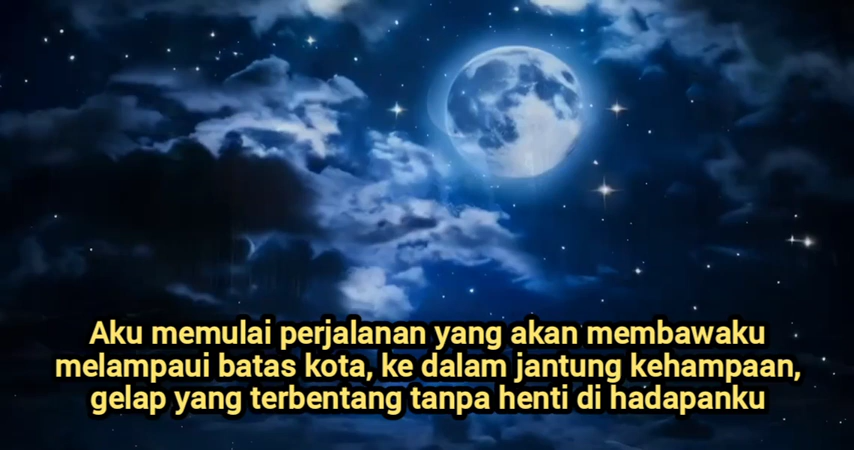 Aku memulai perjalanan yang akan membawaku
melampaui batas kota, ke dalam jantung kehampaan,
gelap yang terbentang tanpa henti di hadapanku